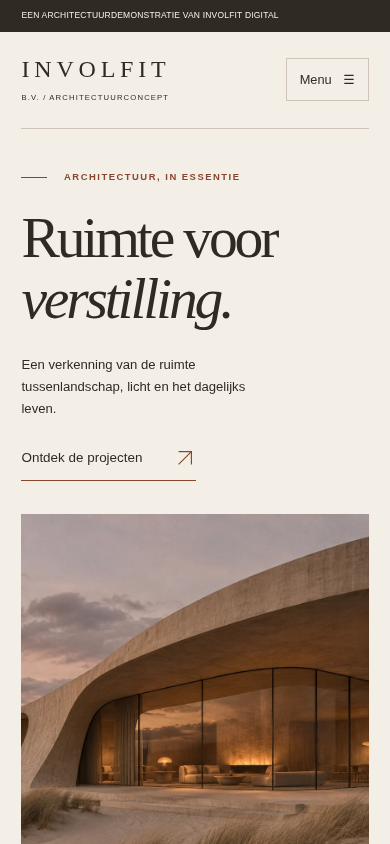 EEN ARCHITECTUURDEMONSTRATIE VAN INVOLFIT DIGITAL
INVOLFIT
B.V. / ARCHITECTUURCONCEPT
Menu ☰
ARCHITECTUUR, IN ESSENTIE
Ruimte voor
verstilling.
Een verkenning van de ruimte
tussenlandschap, licht en het dagelijks
leven.
Ontdek de projecten